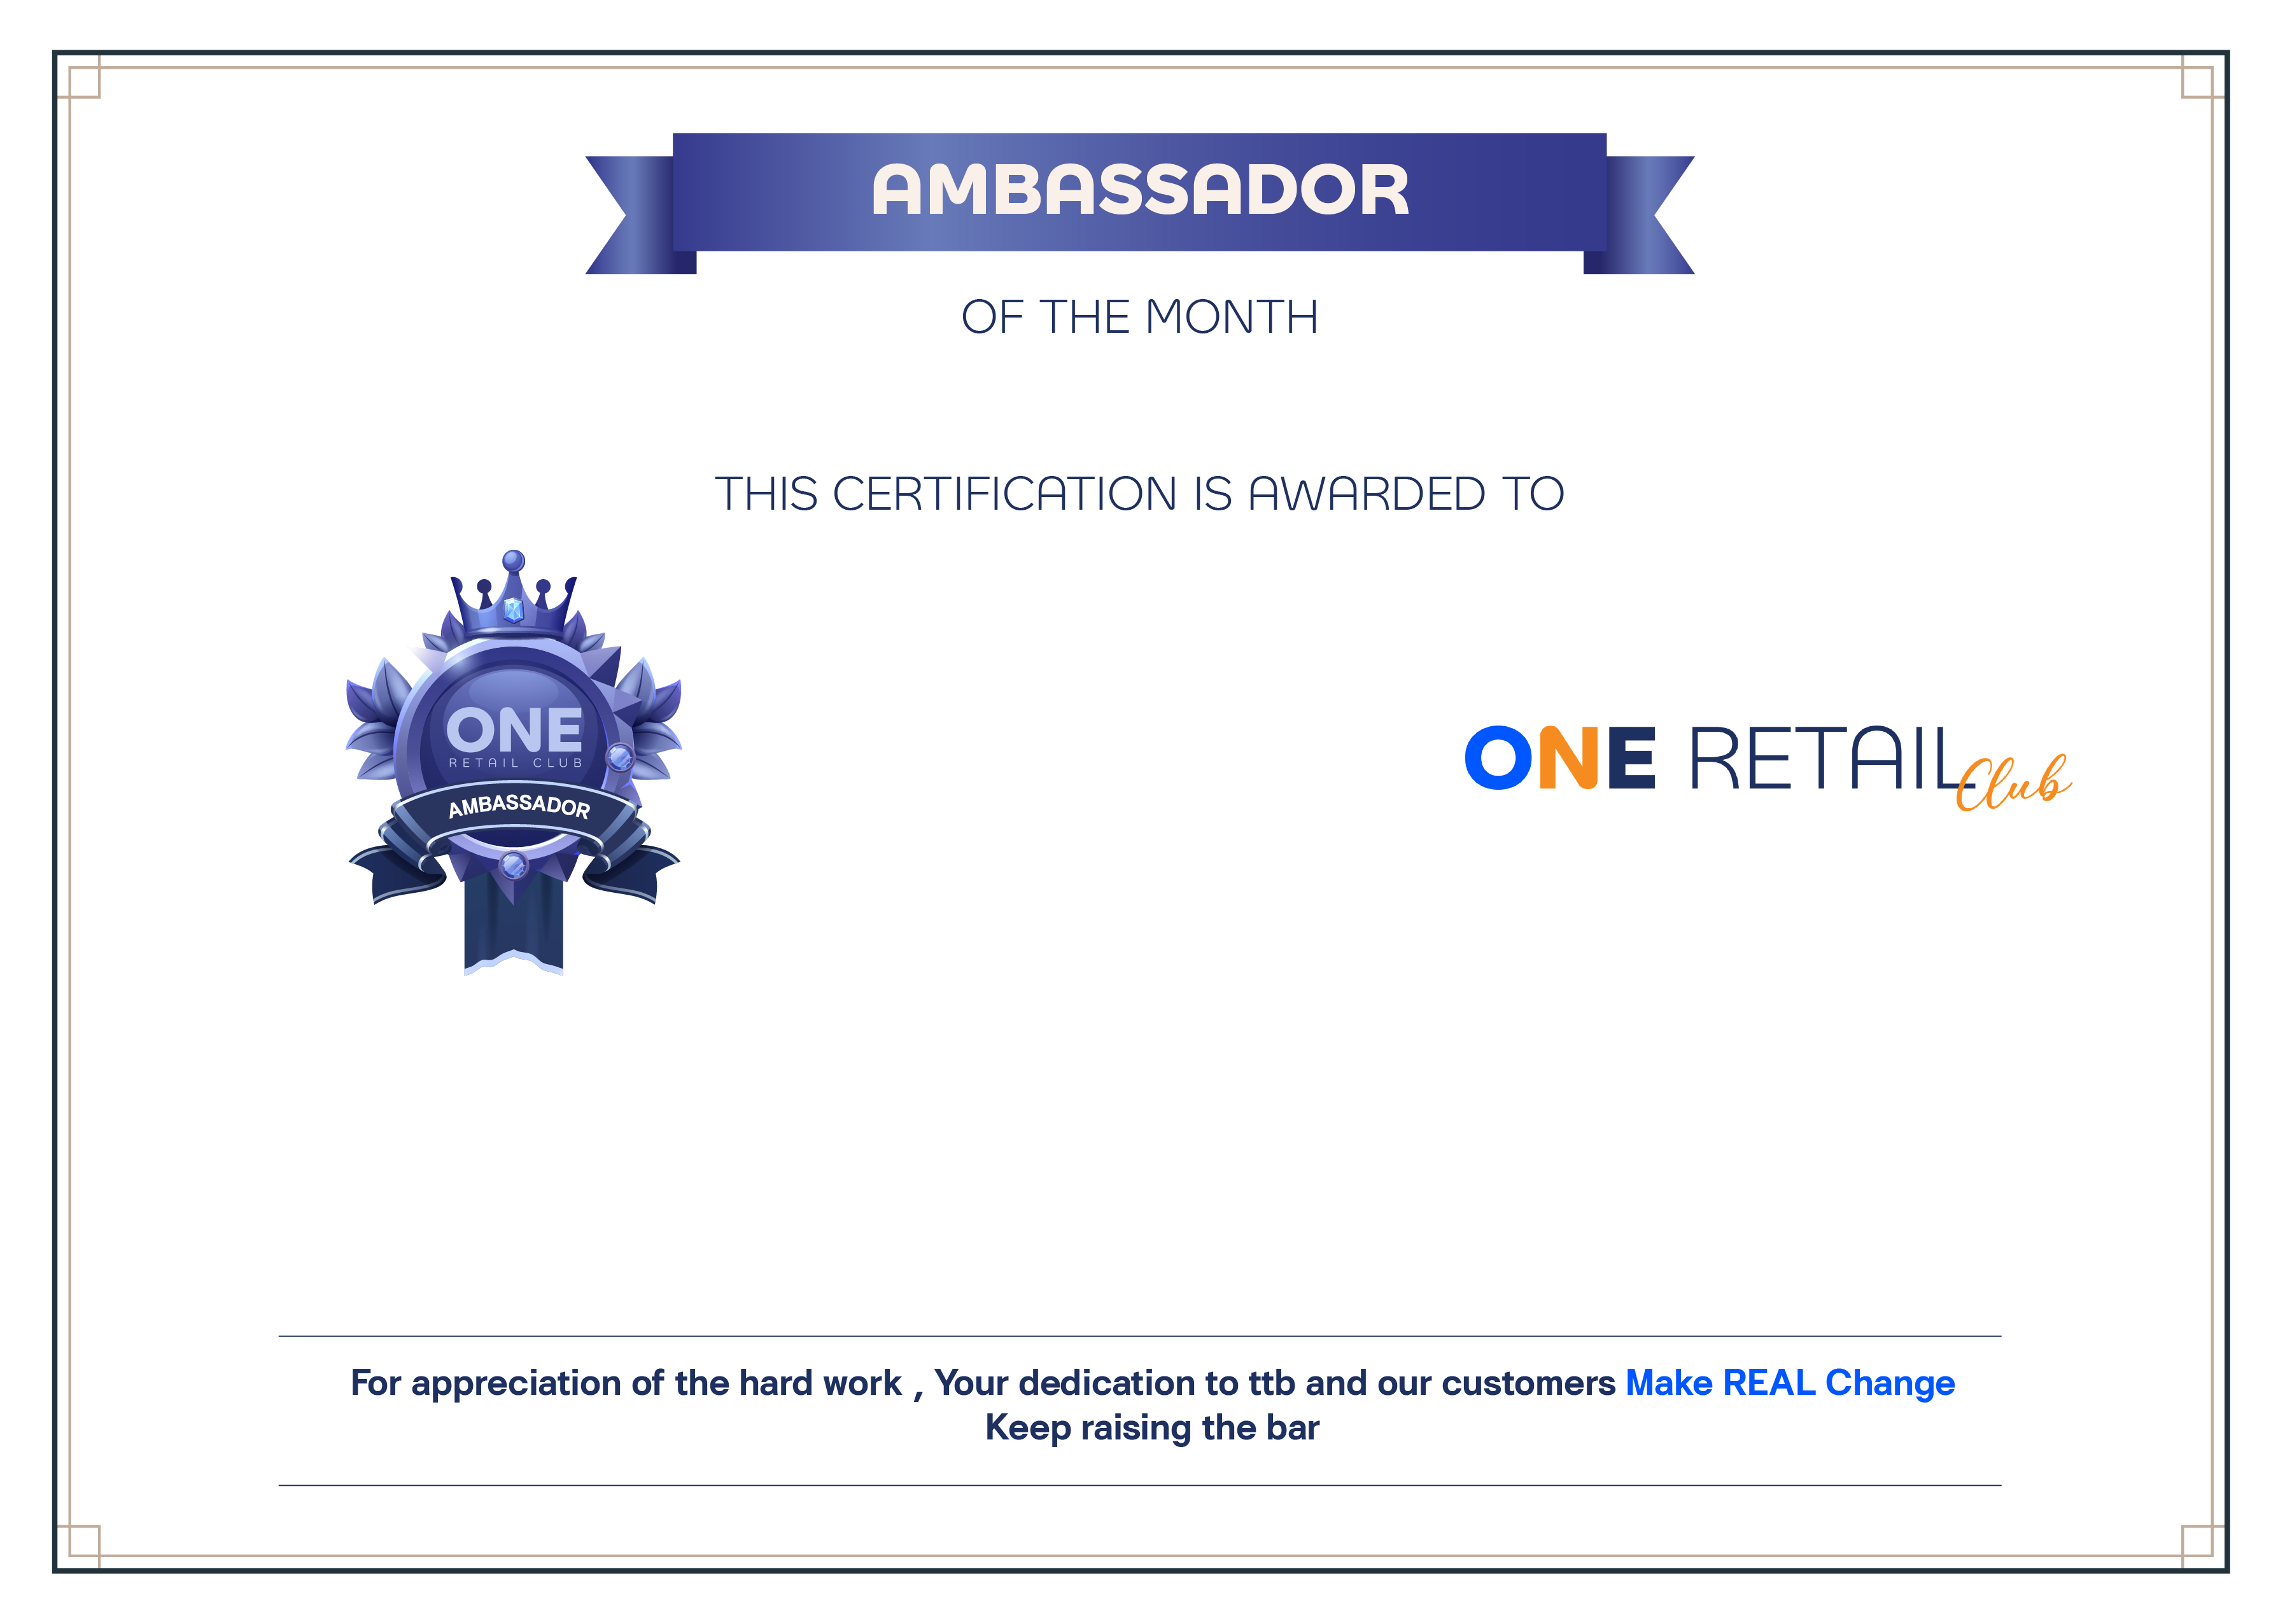 AMBASSADOR
OF THE MONTH
THIS CERTIFICATION IS AWARDED TO
ONE
RETAIL CLUB
AMBASSADOR
ONE RETAIL Club
For appreciation of the hard work , Your dedication to ttb and our customers Make REAL Change
Keep raising the bar